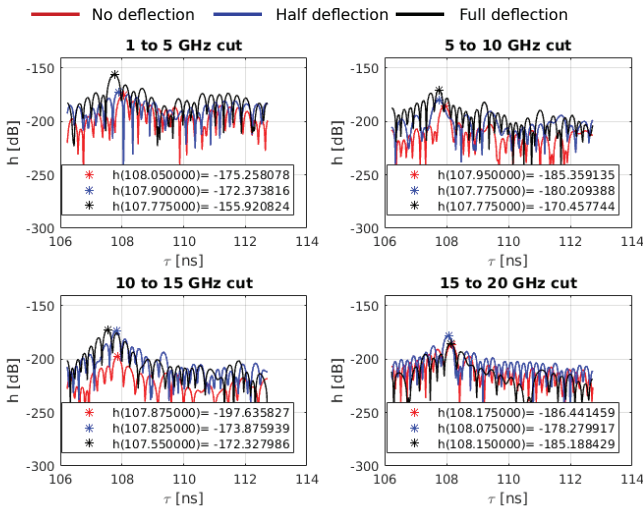 No deflection Half deflection Full deflection
1 to 5 GHz cut
h [dB]
-150
-200
-250
-300
h(108.050000)= -175.258078
h(107.900000)= -172.373816
h(107.775000)= -155.920824
106 108 110 112 114
τ [ns]
5 to 10 GHz cut
h [dB]
-150
-200
-250
-300
h(107.950000)= -185.359135
h(107.775000)= -180.209388
h(107.775000)= -170.457744
106 108 110 112 114
τ [ns]
10 to 15 GHz cut
h [dB]
-150
-200
-250
-300
h(107.875000)= -197.635827
h(107.825000)= -173.875939
h(107.550000)= -172.327986
106 108 110 112 114
τ [ns]
15 to 20 GHz cut
h [dB]
-150
-200
-250
-300
h(108.175000)= -186.441459
h(108.075000)= -178.279917
h(108.150000)= -185.188429
106 108 110 112 114
τ [ns]